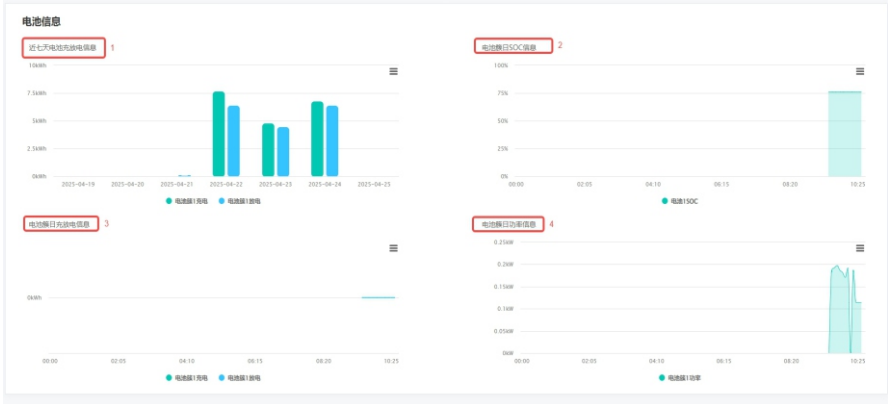 电池信息
近七天电池充放电信息 1
10kWh
7.5kWh
5kWh
2.5kWh
0kWh
2025-04-19 2025-04-20 2025-04-21 2025-04-22 2025-04-23 2025-04-24 2025-04-25
电池簇1充电 电池簇1放电
电池簇日SOC信息 2
100%
75%
50%
25%
0%
00:00 02:05 04:10 06:15 08:20 10:25
电池1SOC
电池簇日充放电信息 3
0kWh
00:00 02:05 04:10 06:15 08:20 10:25
电池簇1充电 电池簇1放电
电池簇日功率信息 4
0.25kW
0.2kW
0.15kW
0.1kW
0.05kW
0kW
00:00 02:05 04:10 06:15 08:20 10:25
电池簇1功率